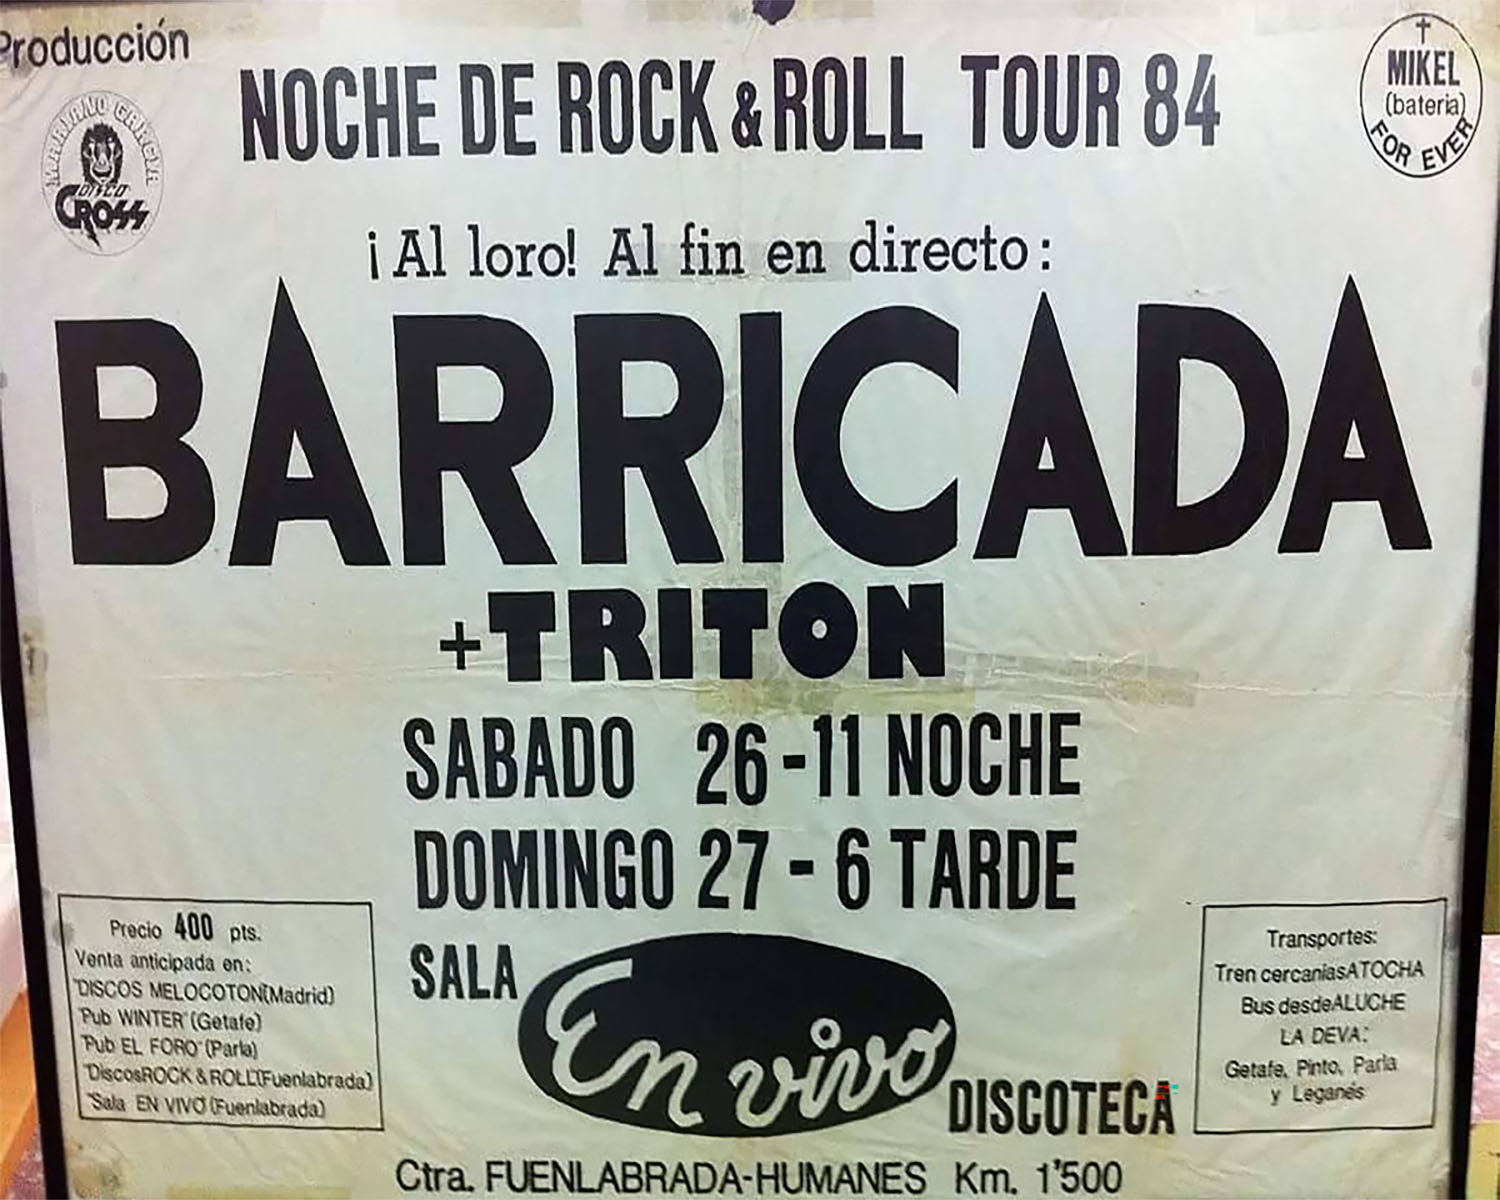 Producción
MARIANO GARCIA
DISCO
CROSS
NOCHE DE ROCK & ROLL TOUR 84
MIKEL
(bateria)
FOR EVER
¡Al loro! Al fin en directo:
BARRICADA
+TRITON
SABADO 26-11 NOCHE
DOMINGO 27 - 6 TARDE
SALA
En vivo
DISCOTECA
Precio 400 pts.
Venta anticipada en:
"DISCOS MELOCOTON(Madrid)
"Pub WINTER"(Getafe)
"Pub EL FORO"(Parla)
"DiscosROCK & ROLL"(Fuenlabrada)
"Sala EN VIVO"(Fuenlabrada)
Transportes:
Tren cercaniasATOCHA
Bus desdeALUCHE
LA DEVA:
Getafe, Pinto, Parla
y Leganés
Ctra. FUENLABRADA-HUMANES Km. 1'500